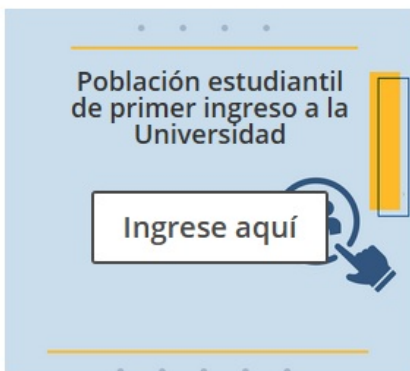 Población estudiantil
de primer ingreso a la
Universidad
Ingrese aquí